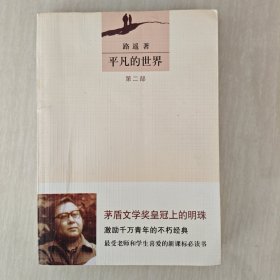 路遥 著
平凡的世界
第二部
茅盾文学奖皇冠上的明珠
激励千万青年的不朽经典
最受老师和学生喜爱的新课标必读书